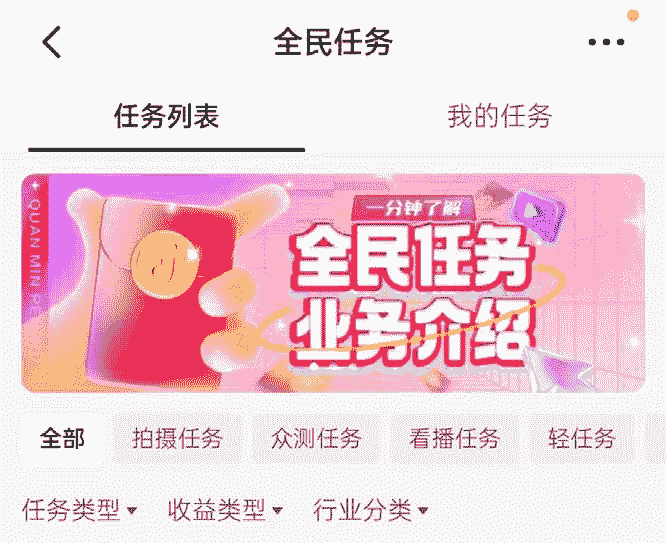 全民任务
任务列表
我的任务
QUAN MIN RE
一分钟了解
全民任务
业务介绍
全部
拍摄任务
众测任务
看播任务
轻任务
任务类型
收益类型
行业分类